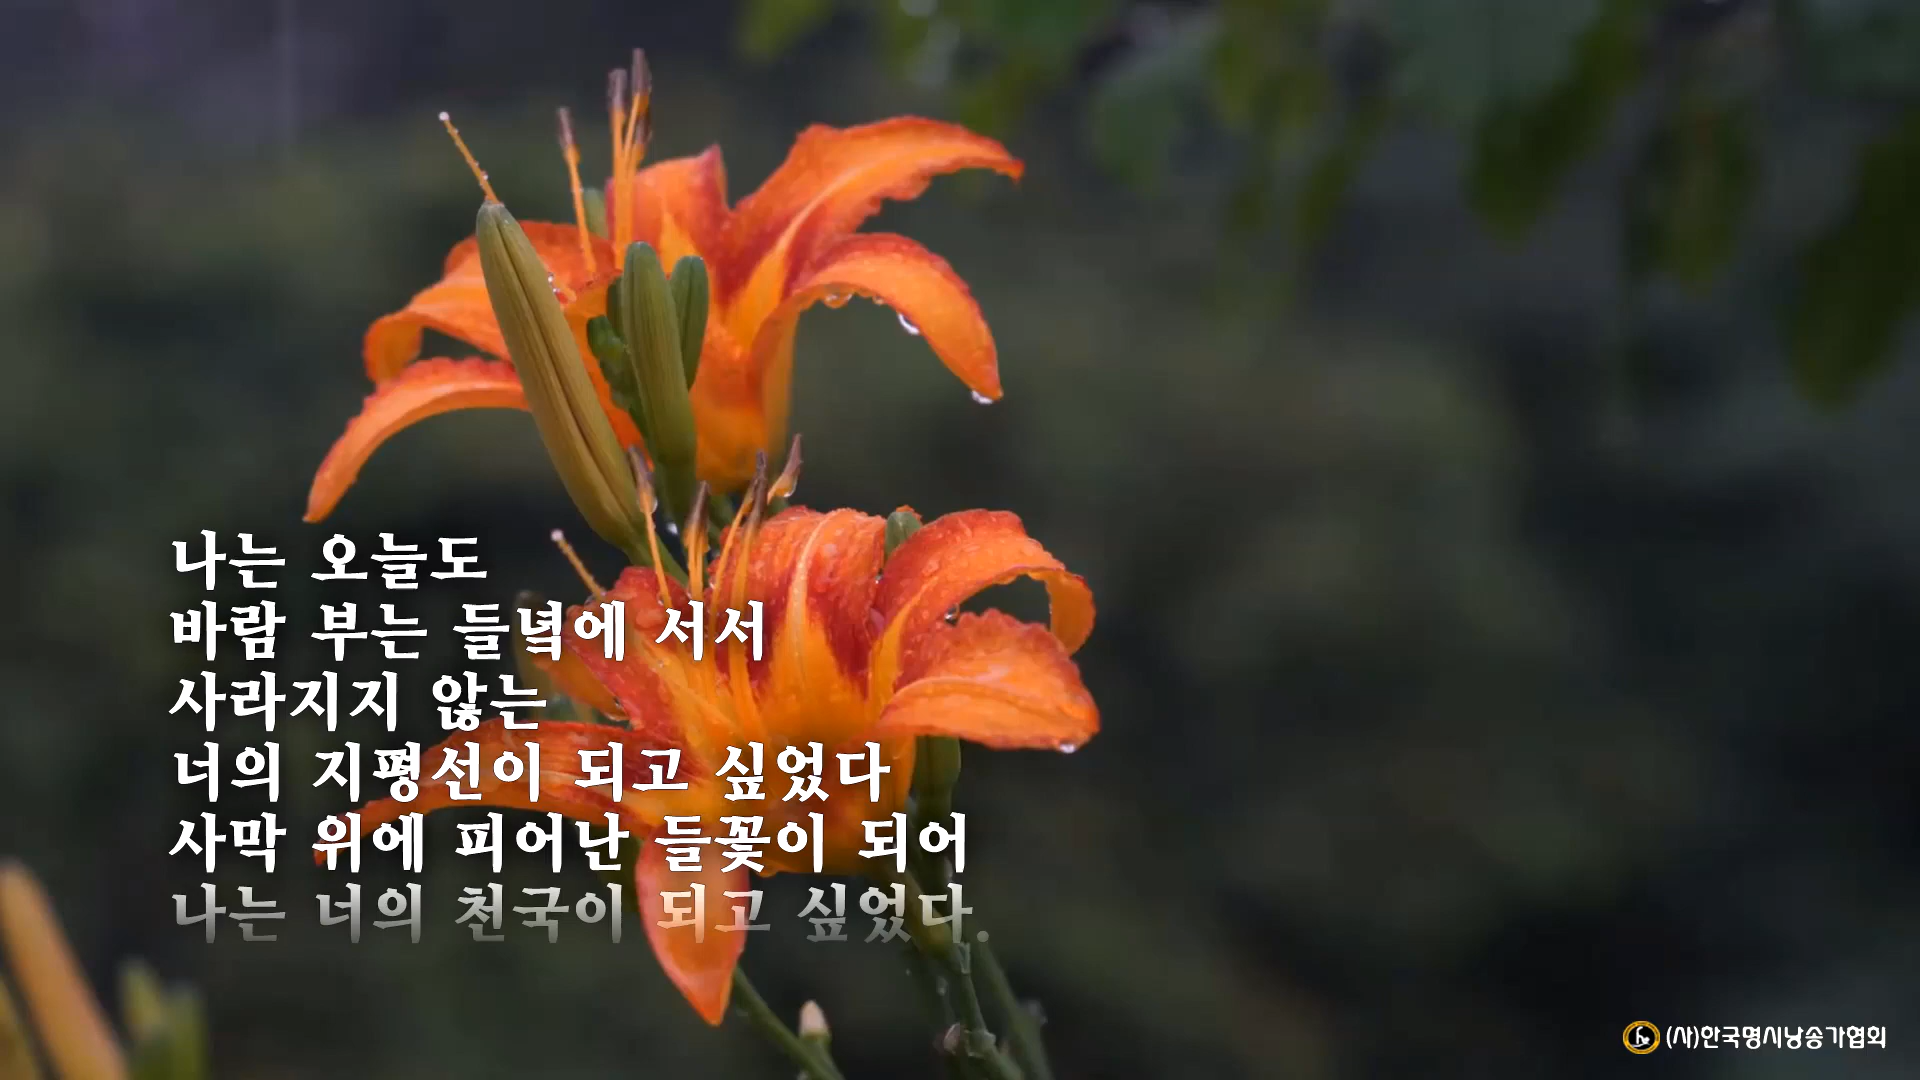 나는 오늘도
바람 부는 들녘에 서서
사라지지 않는
너의 지평선이 되고 싶었다
사막 위에 피어난 들꽃이 되어
나는 너의 천국이 되고 싶었다.
(사)한국명시낭송가협회